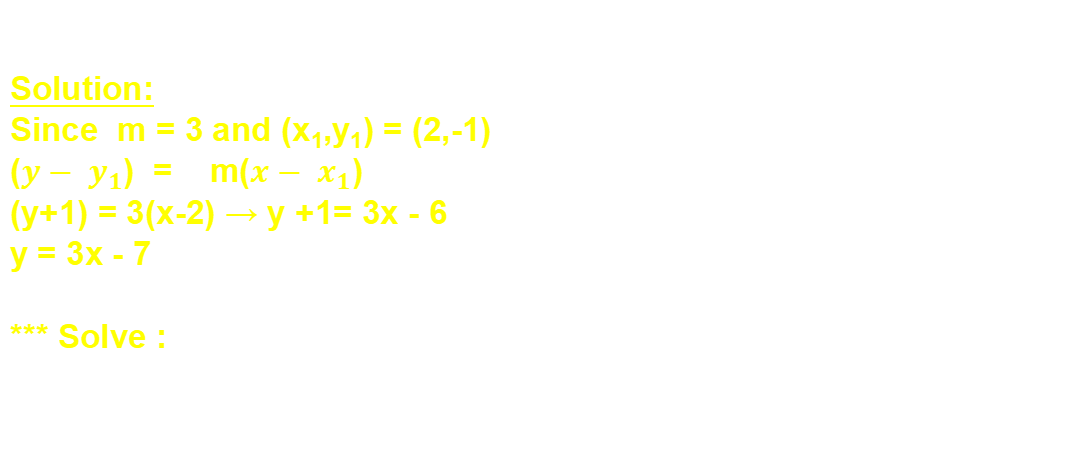 Solution:
Since m = 3 and (x₁,y₁) = (2,-1)
(y − y₁) = m(x − x₁)
(y+1) = 3(x-2) → y +1= 3x - 6
y = 3x - 7
*** Solve :